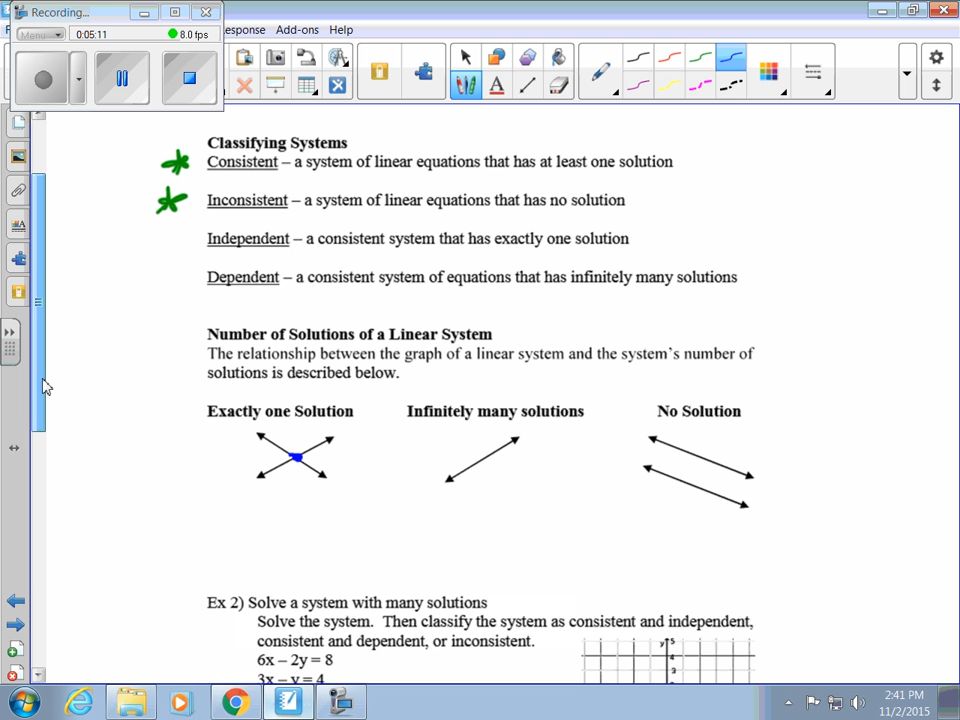 Recording...
Menu
0:05:11
8.0 fps
esponse Add-ons Help
Classifying Systems
Consistent – a system of linear equations that has at least one solution
Inconsistent – a system of linear equations that has no solution
Independent – a consistent system that has exactly one solution
Dependent – a consistent system of equations that has infinitely many solutions
Number of Solutions of a Linear System
The relationship between the graph of a linear system and the system's number of
solutions is described below.
Exactly one Solution Infinitely many solutions No Solution
Ex 2) Solve a system with many solutions
Solve the system. Then classify the system as consistent and independent,
consistent and dependent, or inconsistent.
6x – 2y = 8
3x – y = 4
y 5
4
3
2:41 PM
11/2/2015